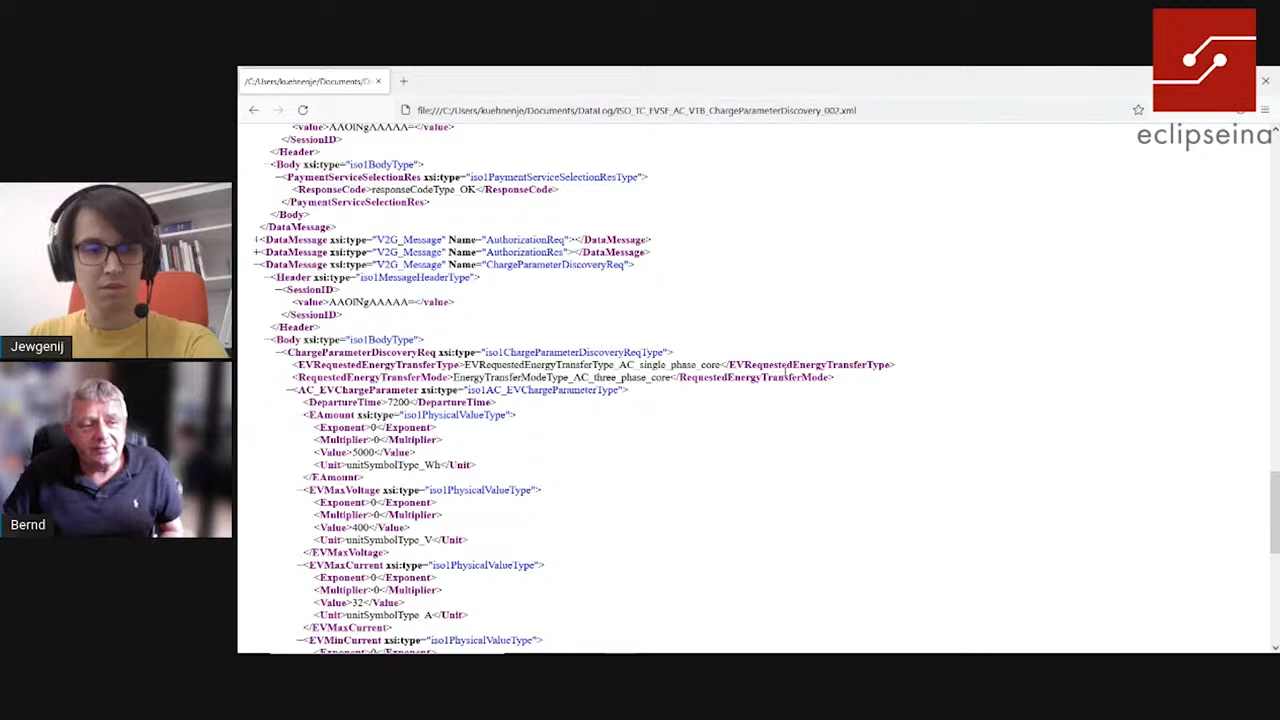 eclipseina
/C:/Users/kuehnenje/Documents/D
file:///C:/Users/kuehnenje/Documents/DataLog/ISO_TC_EVSE_AC_VTB_ChargeParameterDiscovery_002.xml
<value>AAOlNgAAAAA=</value>
</SessionID>
</Header>
—<Body xsi:type="iso1BodyType">
—<PaymentServiceSelectionRes xsi:type="iso1PaymentServiceSelectionResType">
<ResponseCode>responseCodeType_OK</ResponseCode>
</PaymentServiceSelectionRes>
</Body>
</DataMessage>
+<DataMessage xsi:type="V2G_Message" Name="AuthorizationReq"></DataMessage>
+<DataMessage xsi:type="V2G_Message" Name="AuthorizationRes"></DataMessage>
—<DataMessage xsi:type="V2G_Message" Name="ChargeParameterDiscoveryReq">
—<Header xsi:type="iso1MessageHeaderType">
—<SessionID>
<value>AAOlNgAAAAA=</value>
</SessionID>
</Header>
—<Body xsi:type="iso1BodyType">
—<ChargeParameterDiscoveryReq xsi:type="iso1ChargeParameterDiscoveryReqType">
<EVRequestedEnergyTransferType>EVRequestedEnergyTransferType_AC_single_phase_core</EVRequestedEnergyTransferType>
<RequestedEnergyTransferMode>EnergyTransferModeType_AC_three_phase_core</RequestedEnergyTransferMode>
—<AC_EVChargeParameter xsi:type="iso1AC_EVChargeParameterType">
<DepartureTime>7200</DepartureTime>
—<EAmount xsi:type="iso1PhysicalValueType">
<Exponent>0</Exponent>
<Multiplier>0</Multiplier>
<Value>5000</Value>
<Unit>unitSymbolType_Wh</Unit>
</EAmount>
—<EVMaxVoltage xsi:type="iso1PhysicalValueType">
<Exponent>0</Exponent>
<Multiplier>0</Multiplier>
<Value>400</Value>
<Unit>unitSymbolType_V</Unit>
</EVMaxVoltage>
—<EVMaxCurrent xsi:type="iso1PhysicalValueType">
<Exponent>0</Exponent>
<Multiplier>0</Multiplier>
<Value>32</Value>
<Unit>unitSymbolType_A</Unit>
</EVMaxCurrent>
—<EVMinCurrent xsi:type="iso1PhysicalValueType">
<Exponent>0</Exponent>
Jewgenij
Bernd